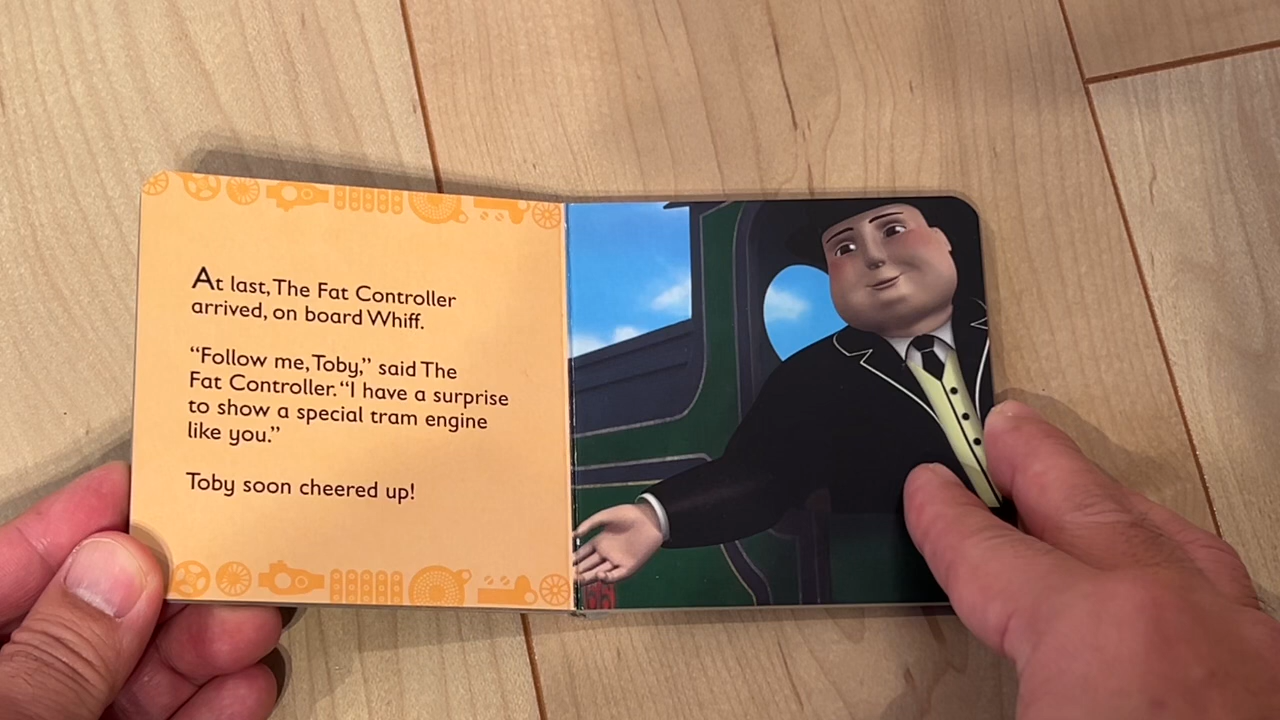 At last, The Fat Controller
arrived, on board Whiff.
“Follow me, Toby,” said The
Fat Controller. “I have a surprise
to show a special tram engine
like you.”
Toby soon cheered up!